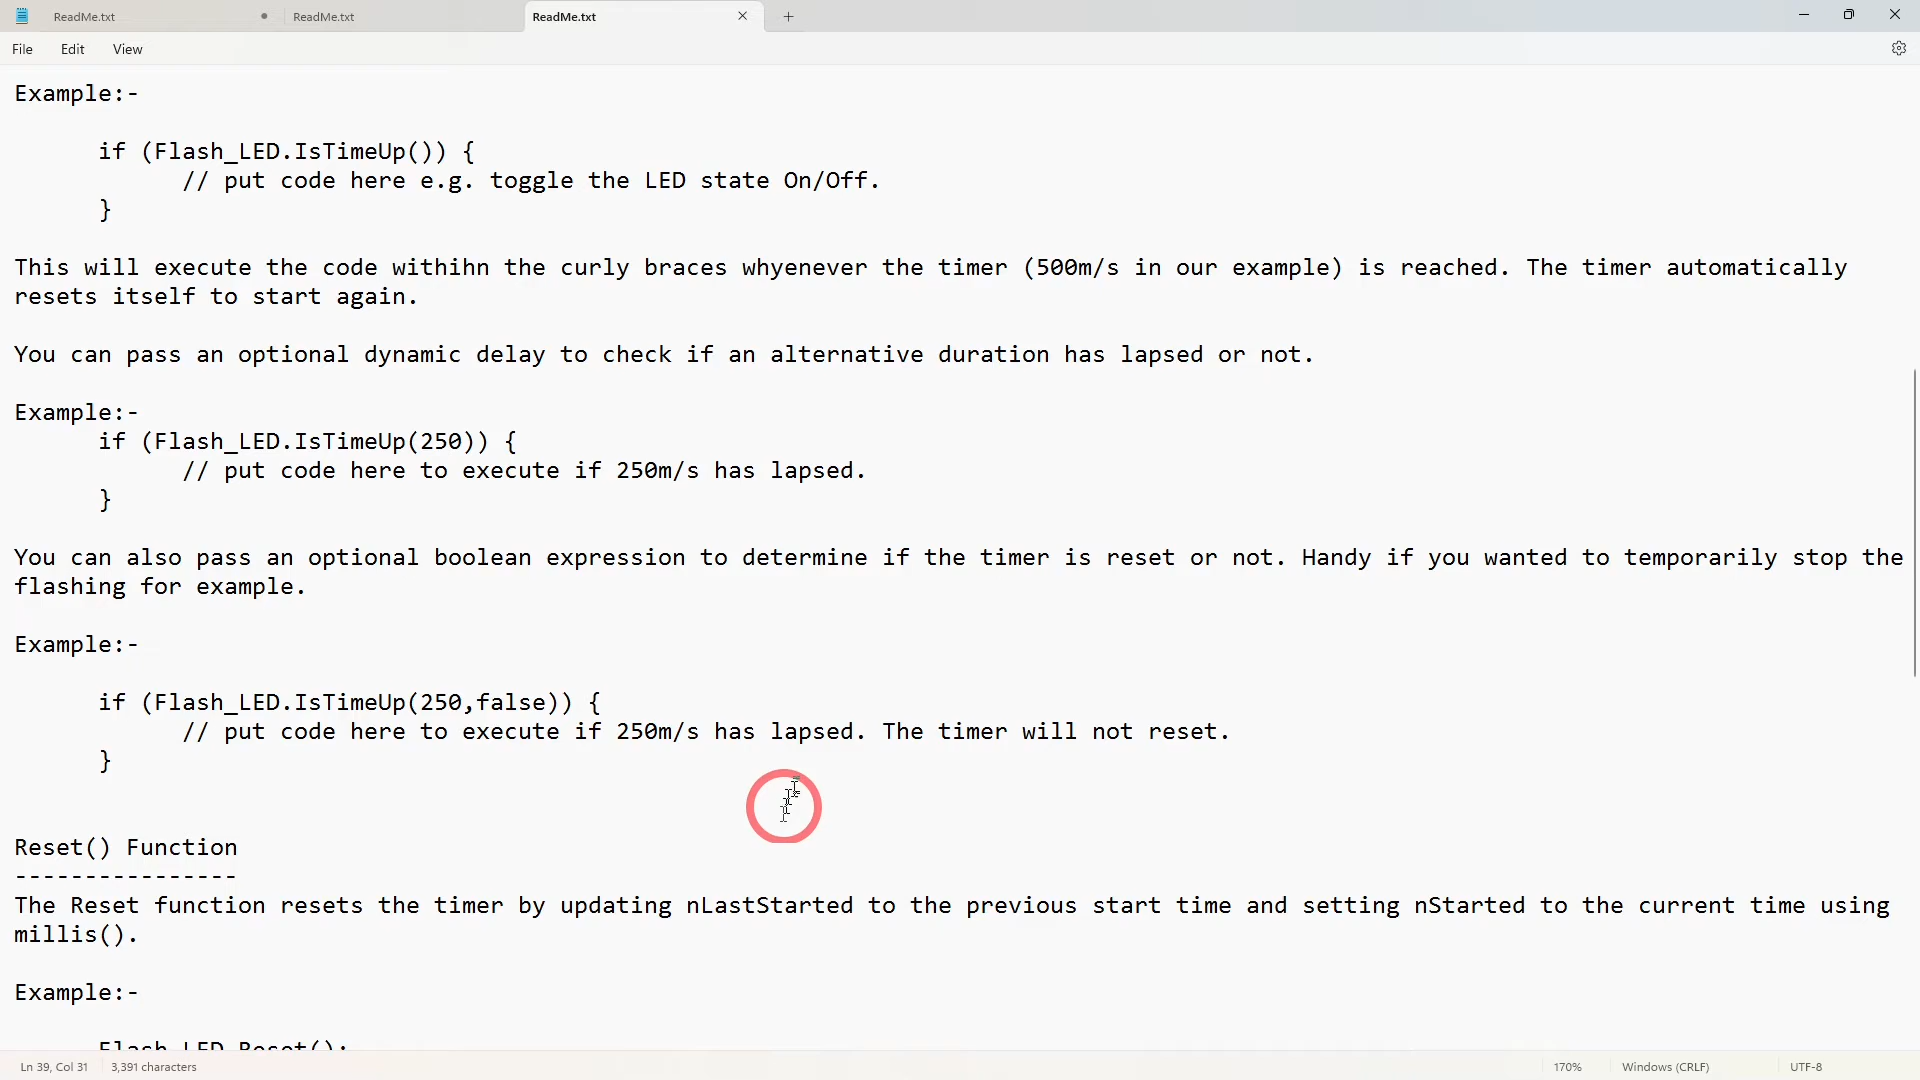 ReadMe.txt ReadMe.txt ReadMe.txt
File Edit View
Example:-
if (Flash_LED.IsTimeUp()) {
// put code here e.g. toggle the LED state On/Off.
}
This will execute the code withihn the curly braces whyenever the timer (500m/s in our example) is reached. The timer automatically
resets itself to start again.
You can pass an optional dynamic delay to check if an alternative duration has lapsed or not.
Example:-
if (Flash_LED.IsTimeUp(250)) {
// put code here to execute if 250m/s has lapsed.
}
You can also pass an optional boolean expression to determine if the timer is reset or not. Handy if you wanted to temporarily stop the
flashing for example.
Example:-
if (Flash_LED.IsTimeUp(250,false)) {
// put code here to execute if 250m/s has lapsed. The timer will not reset.
}
Reset() Function
----------------
The Reset function resets the timer by updating nLastStarted to the previous start time and setting nStarted to the current time using
millis().
Example:-
Flash_LED.Reset();
Ln 39, Col 31 3,391 characters 170% Windows (CRLF) UTF-8